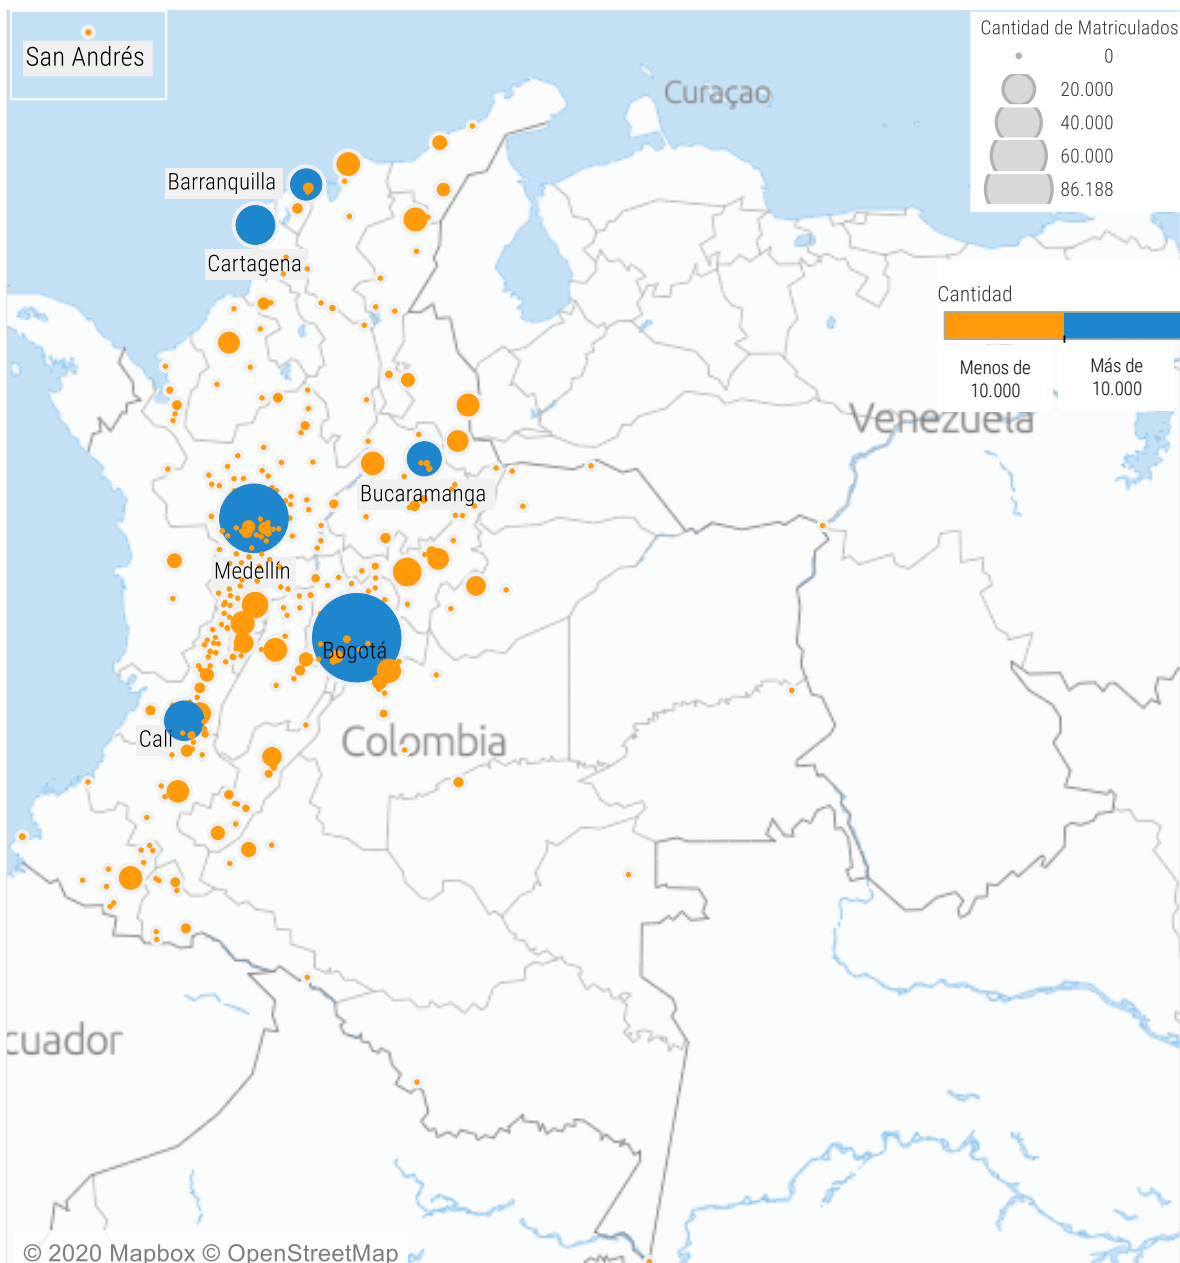 San Andrés
Cantidad de Matriculados
0
20.000
40.000
60.000
86.188
Curaçao
Barranquilla
Cartagena
Cantidad
Menos de
10.000
Más de
10.000
Venezuela
Bucaramanga
Medellín
Bogotá
Cali
Colombia
cuador
© 2020 Mapbox © OpenStreetMap